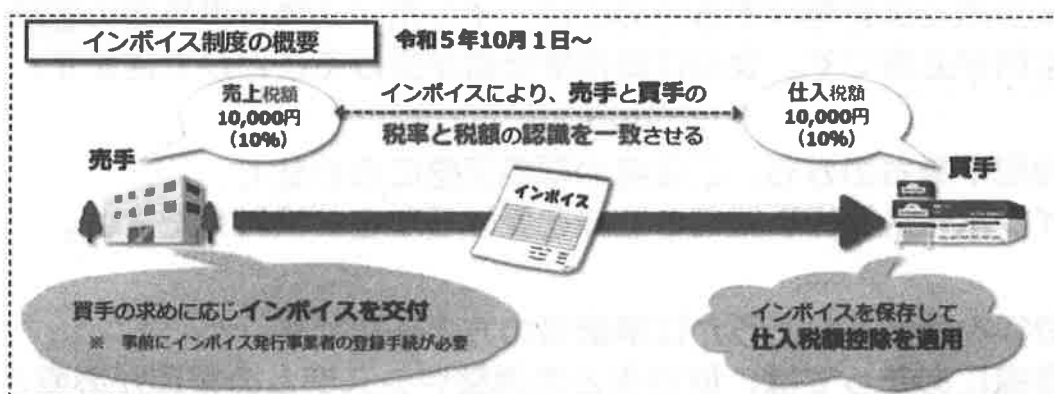 インボイス制度の概要
令和5年10月1日～
売上税額
10,000円
(10%)
インボイスにより、売手と買手の
税率と税額の認識を一致させる
仕入税額
10,000円
(10%)
売手
買手
インボイス
買手の求めに応じインボイスを交付
※ 事前にインボイス発行事業者の登録手続が必要
インボイスを保存して
仕入税額控除を適用